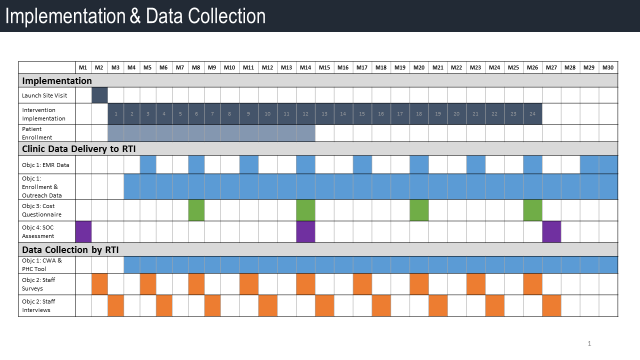 Implementation & Data Collection
M1 M2 M3 M4 M5 M6 M7 M8 M9 M10 M11 M12 M13 M14 M15 M16 M17 M18 M19 M20 M21 M22 M23 M24 M25 M26 M27 M28 M29 M30
Implementation
Launch Site Visit
Intervention
Implementation
1 2 3 4 5 6 7 8 9 10 11 12 13 14 15 16 17 18 19 20 21 22 23 24
Patient
Enrollment
Clinic Data Delivery to RTI
Objc 1: EMR Data
Objc 1:
Enrollment &
Outreach Data
Objc 3: Cost
Questionnaire
Objc 4: SOC
Assessment
Data Collection by RTI
Objc 1: CWA &
PHC Tool
Objc 2: Staff
Surveys
Objc 2: Staff
Interviews
1